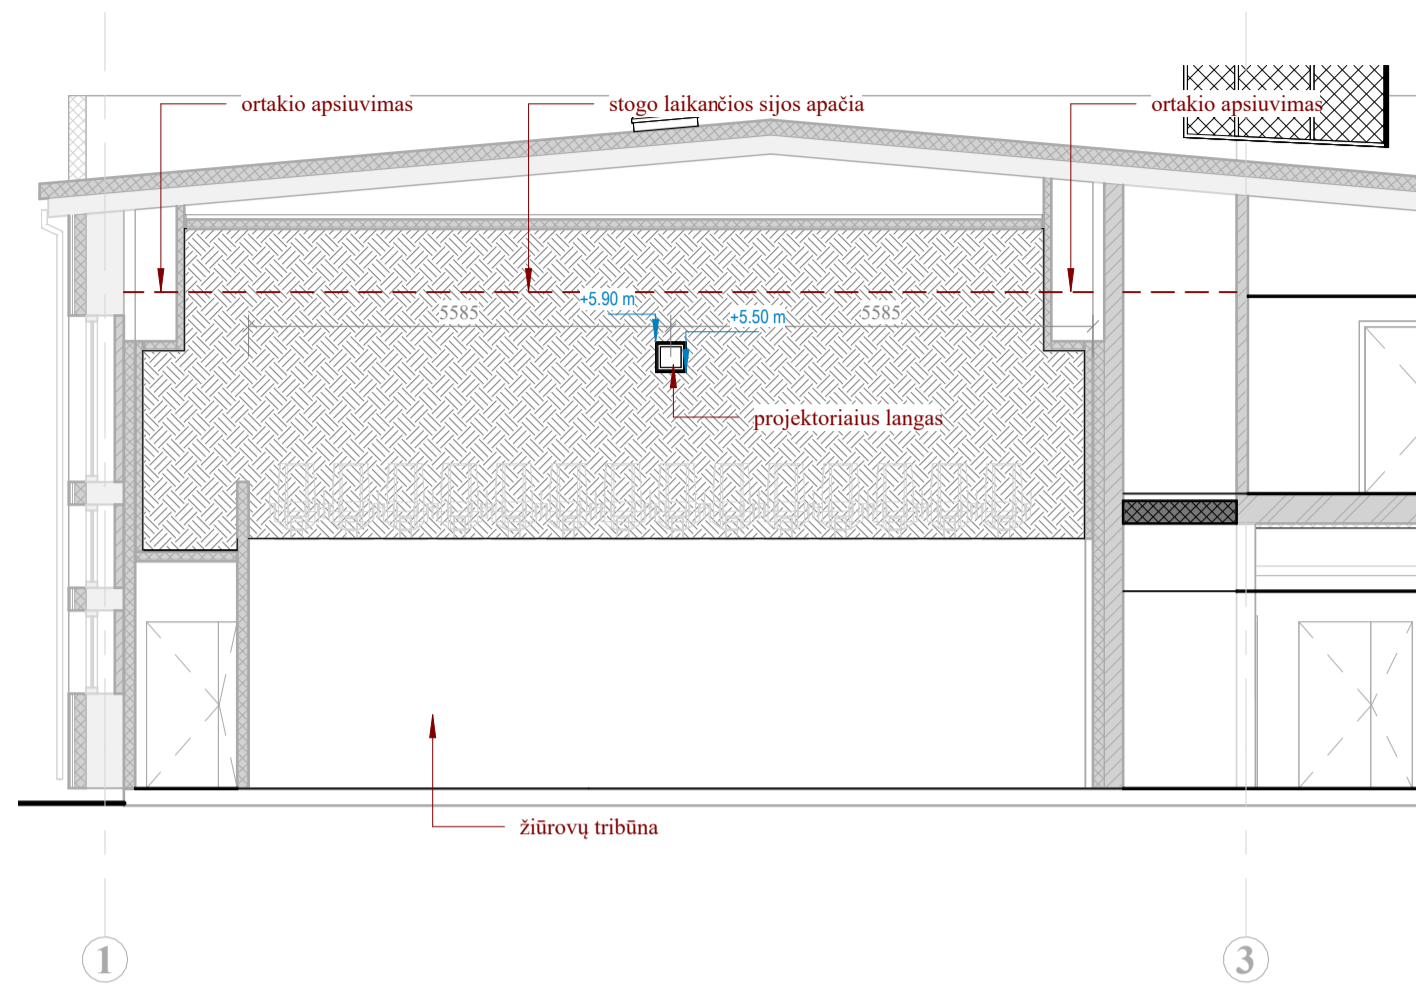 ortakio apsiuvimas
stogo laikančios sijos apačia
ortakio apsiuvimas
+5.90 m
5585
+5.50 m
5585
projektoriaius langas
žiūrovų tribūna
1
3